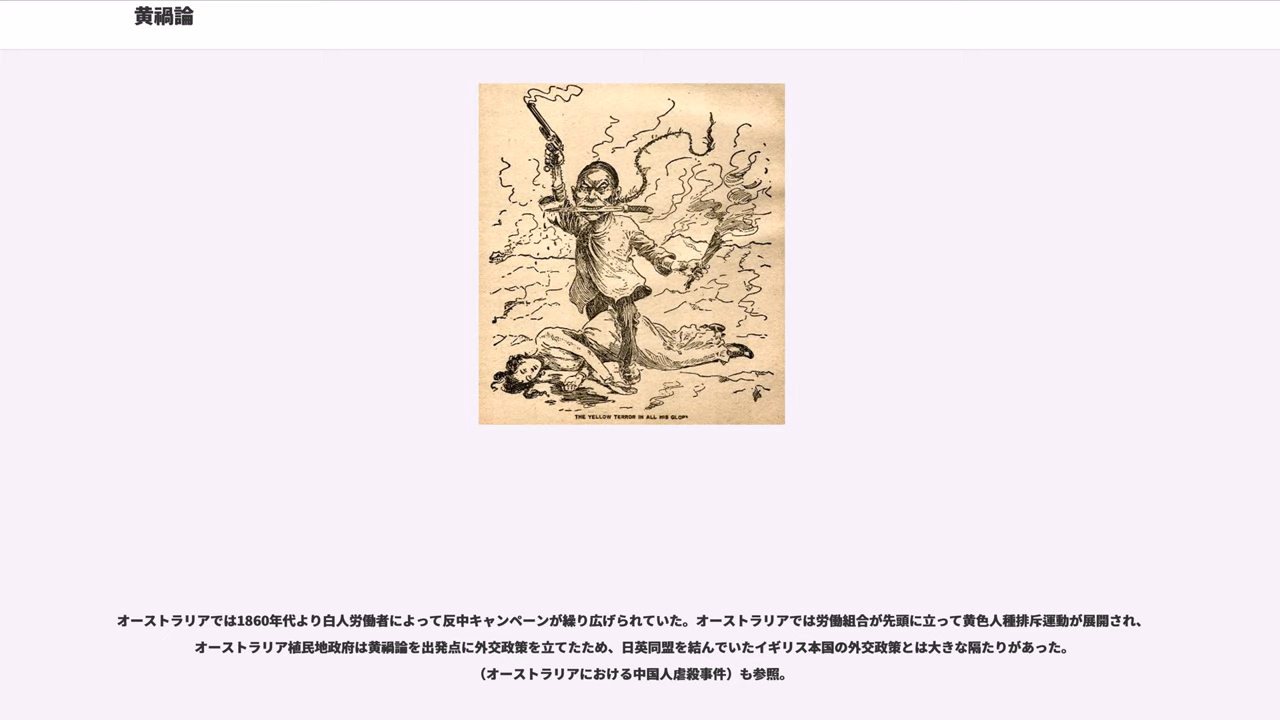 黄禍論
THE YELLOW TERROR IN ALL HIS GLORY
オーストラリアでは1860年代より白人労働者によって反中キャンペーンが繰り広げられていた。オーストラリアでは労働組合が先頭に立って黄色人種排斥運動が展開され、
オーストラリア植民地政府は黄禍論を出発点に外交政策を立てたため、日英同盟を結んでいたイギリス本国の外交政策とは大きな隔たりがあった。
（オーストラリアにおける中国人虐殺事件）も参照。